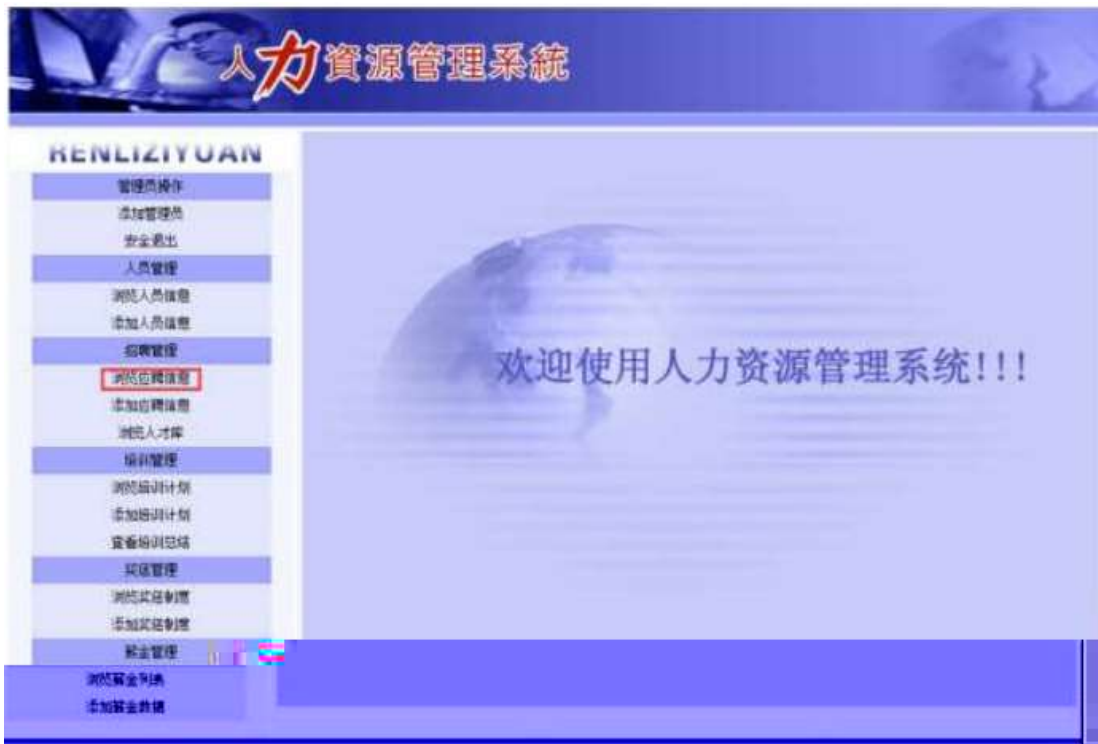 人力資源管理系統
RENLIZIYUAN
管理员操作
添加管理员
安全退出
人员管理
浏览人员信息
添加人员信息
招聘管理
浏览应聘信息
添加应聘信息
浏览人才库
培训管理
浏览培训计划
添加培训计划
查看培训总结
奖惩管理
浏览奖惩制度
添加奖惩制度
薪金管理
浏览薪金列表
添加薪金数据
欢迎使用人力资源管理系统!!!